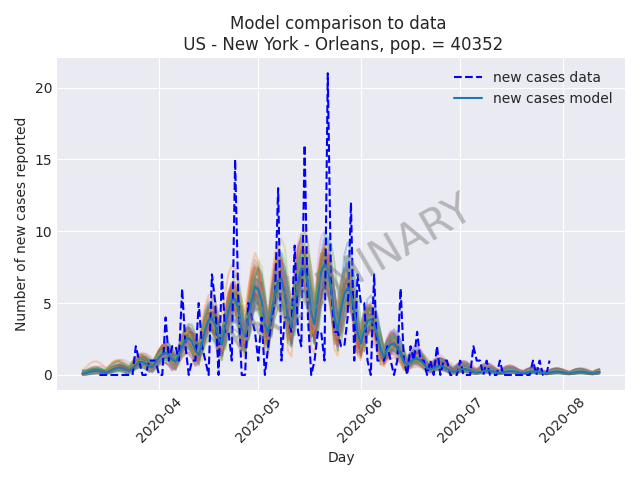 Model comparison to data
US - New York - Orleans, pop. = 40352
new cases data
new cases model
Number of new cases reported
20
15
10
5
0
2020-04
2020-05
2020-06
2020-07
2020-08
Day